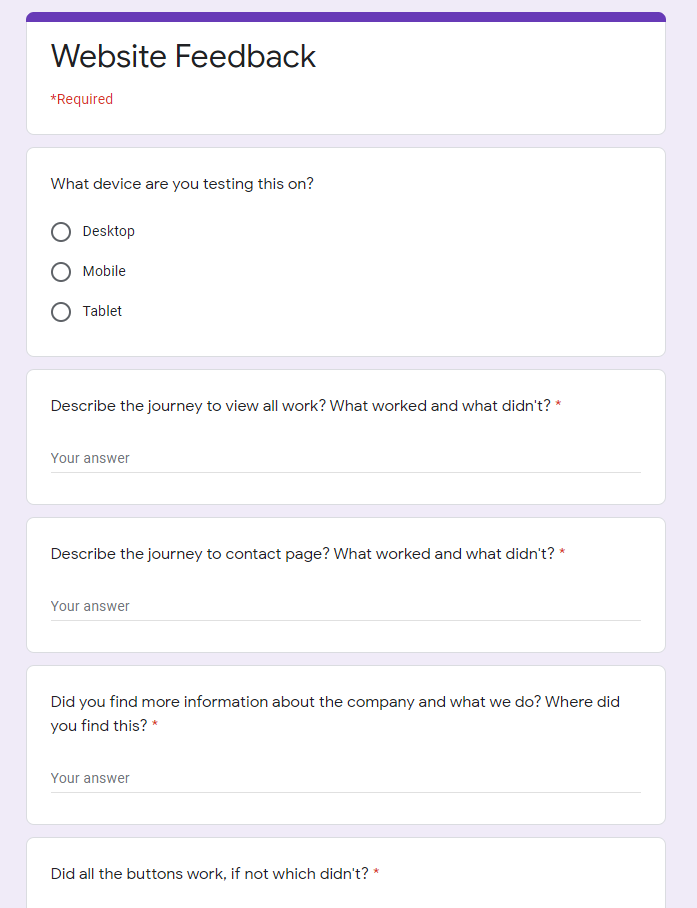 Website Feedback
*Required
What device are you testing this on?
Desktop
Mobile
Tablet
Describe the journey to view all work? What worked and what didn't? *
Your answer
Describe the journey to contact page? What worked and what didn't? *
Your answer
Did you find more information about the company and what we do? Where did
you find this? *
Your answer
Did all the buttons work, if not which didn't? *